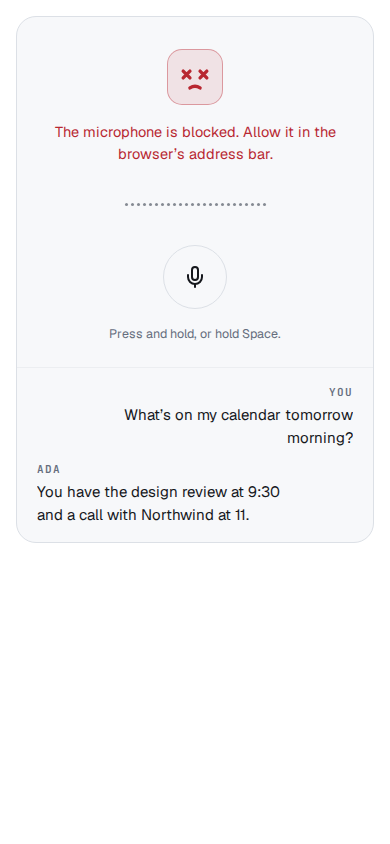 The microphone is blocked. Allow it in the
browser’s address bar.
Press and hold, or hold Space.
YOU
What’s on my calendar tomorrow
morning?
ADA
You have the design review at 9:30
and a call with Northwind at 11.